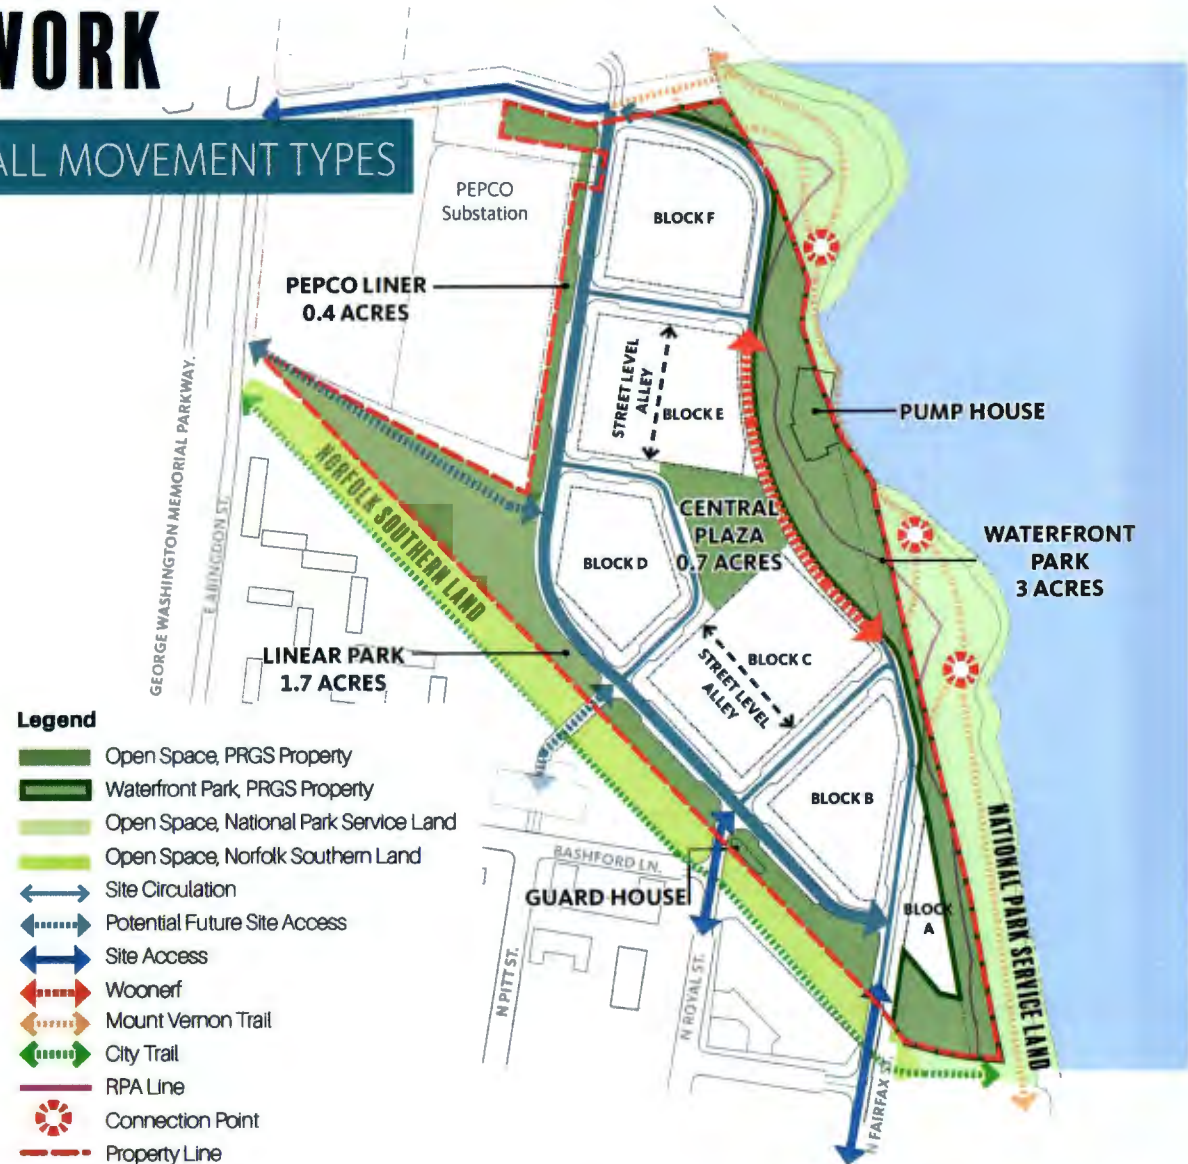 WORK
ALL MOVEMENT TYPES
PEPCO
Substation
BLOCK F
PEPCO LINER
0.4 ACRES
STREET LEVEL
ALLEY
BLOCK E
PUMP HOUSE
GEORGE WASHINGTON MEMORIAL PARKWAY.
E ABINGDON ST.
NORFOLK SOUTHERN LAND
CENTRAL
PLAZA
0.7 ACRES
WATERFRONT
PARK
3 ACRES
BLOCK D
LINEAR PARK
1.7 ACRES
BLOCK C
STREET LEVEL
ALLEY
BLOCK B
BASHFORD LN.
GUARD HOUSE
BLOCK
A
NATIONAL PARK SERVICE LAND
N PITT ST.
N ROYAL ST.
N FAIRFAX ST.
Legend
Open Space, PRGS Property
Waterfront Park, PRGS Property
Open Space, National Park Service Land
Open Space, Norfolk Southern Land
Site Circulation
Potential Future Site Access
Site Access
Woonerf
Mount Vernon Trail
City Trail
RPA Line
Connection Point
Property Line